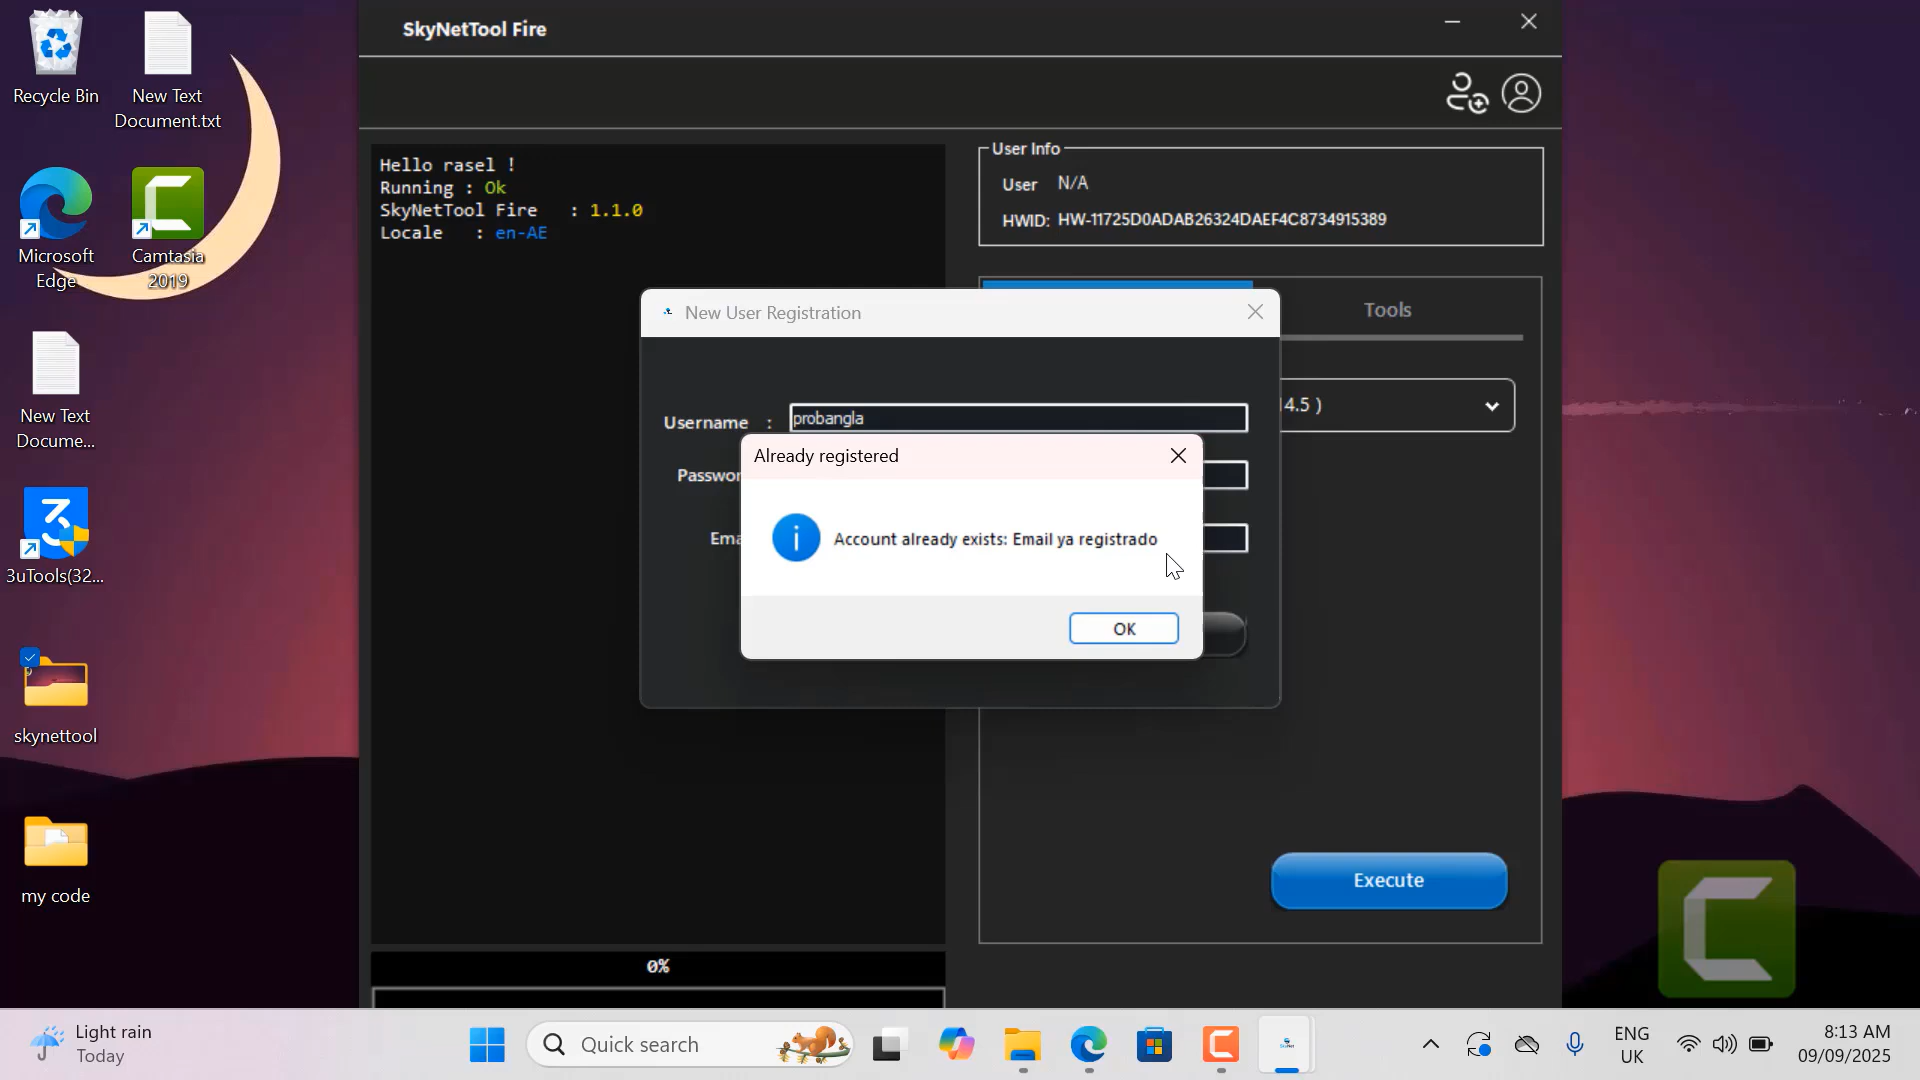 Recycle Bin
New Text
Document.txt
Microsoft
Edge
Camtasia
2019
New Text
Docume...
3uTools(32...
skynettool
my code
SkyNetTool Fire
Hello rasel !
Running : Ok
SkyNetTool Fire : 1.1.0
Locale : en-AE
0%
User Info
User N/A
HWID: HW-11725D0ADAB26324DAEF4C8734915389
Tools
4.5 )
Execute
New User Registration
Username : probangla
Passwor
Ema
Already registered
Account already exists: Email ya registrado
OK
Light rain
Today
Quick search
ENG
UK
8:13 AM
09/09/2025